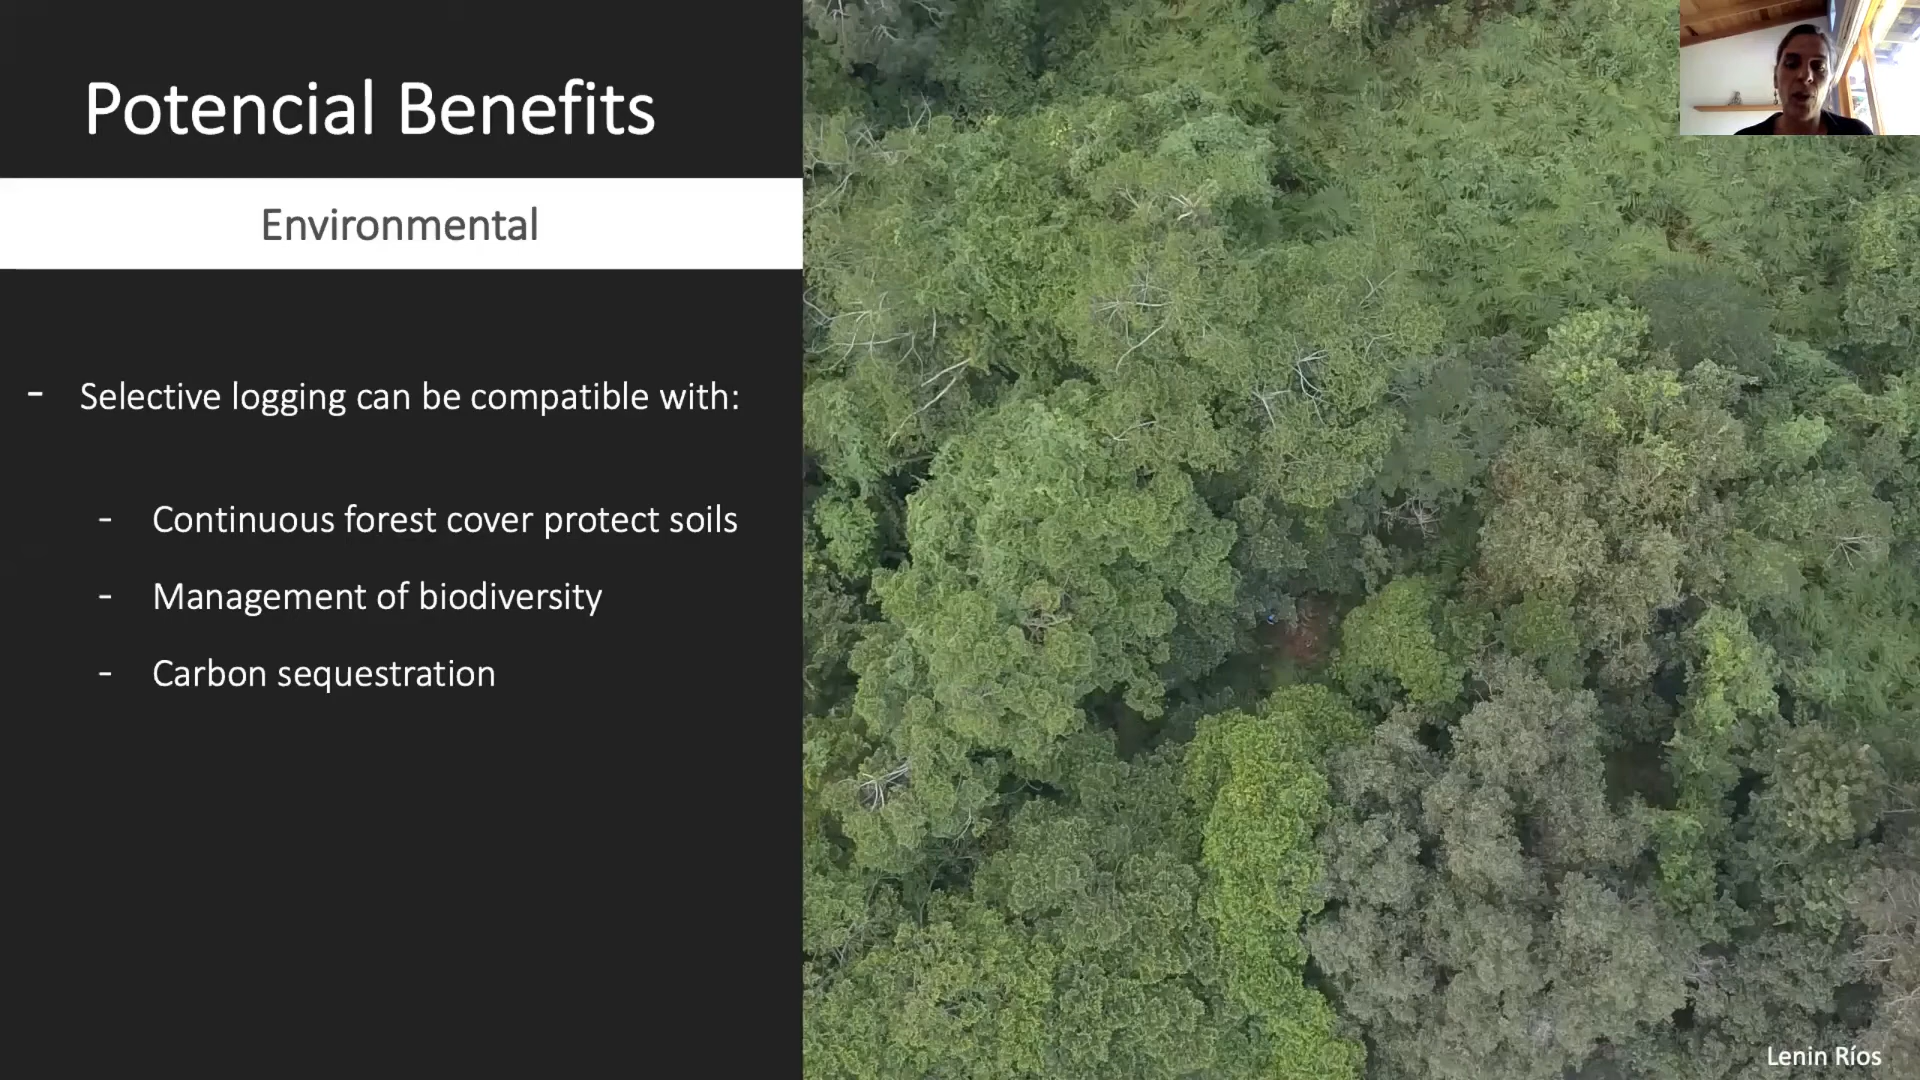 Potencial Benefits
Environmental
- Selective logging can be compatible with:
- Continuous forest cover protect soils
- Management of biodiversity
- Carbon sequestration
Lenin Ríos